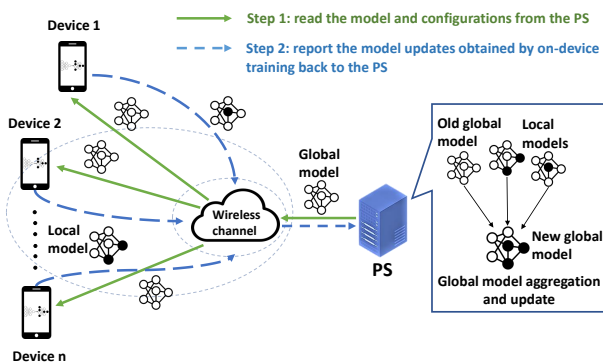 Step 1: read the model and configurations from the PS
Step 2: report the model updates obtained by on-device
training back to the PS
Device 1
Device 2
Global
model
Wireless
channel
Local
model
PS
Device n
Old global
model
Local
models
New global
model
Global model aggregation
and update